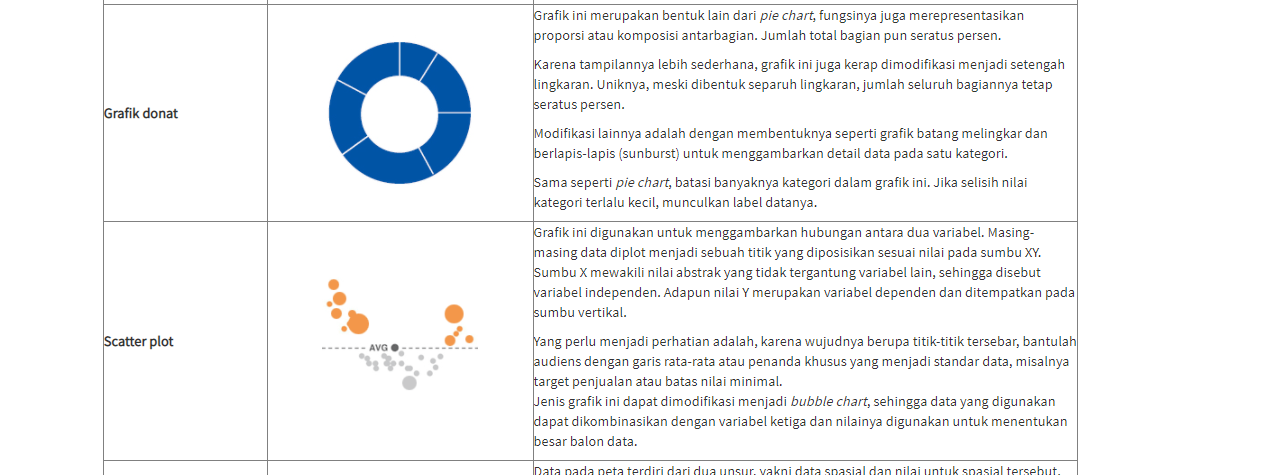 Grafik donat
Grafik ini merupakan bentuk lain dari pie chart, fungsinya juga merepresentasikan
proporsi atau komposisi antarbagian. Jumlah total bagian pun seratus persen.
Karena tampilannya lebih sederhana, grafik ini juga kerap dimodifikasi menjadi setengah
lingkaran. Uniknya, meski dibentuk separuh lingkaran, jumlah seluruh bagiannya tetap
seratus persen.
Modifikasi lainnya adalah dengan membentuknya seperti grafik batang melingkar dan
berlapis-lapis (sunburst) untuk menggambarkan detail data pada satu kategori.
Sama seperti pie chart, batasi banyaknya kategori dalam grafik ini. Jika selisih nilai
kategori terlalu kecil, munculkan label datanya.
Scatter plot
AVG
Grafik ini digunakan untuk menggambarkan hubungan antara dua variabel. Masing-
masing data diplot menjadi sebuah titik yang diposisikan sesuai nilai pada sumbu XY.
Sumbu X mewakili nilai abstrak yang tidak tergantung variabel lain, sehingga disebut
variabel independen. Adapun nilai Y merupakan variabel dependen dan ditempatkan pada
sumbu vertikal.
Yang perlu menjadi perhatian adalah, karena wujudnya berupa titik-titik tersebar, bantulah
audiens dengan garis rata-rata atau penanda khusus yang menjadi standar data, misalnya
target penjualan atau batas nilai minimal.
Jenis grafik ini dapat dimodifikasi menjadi bubble chart, sehingga data yang digunakan
dapat dikombinasikan dengan variabel ketiga dan nilainya digunakan untuk menentukan
besar balon data.
Data pada peta terdiri dari dua unsur, yakni data spasial dan nilai untuk spasial tersebut.